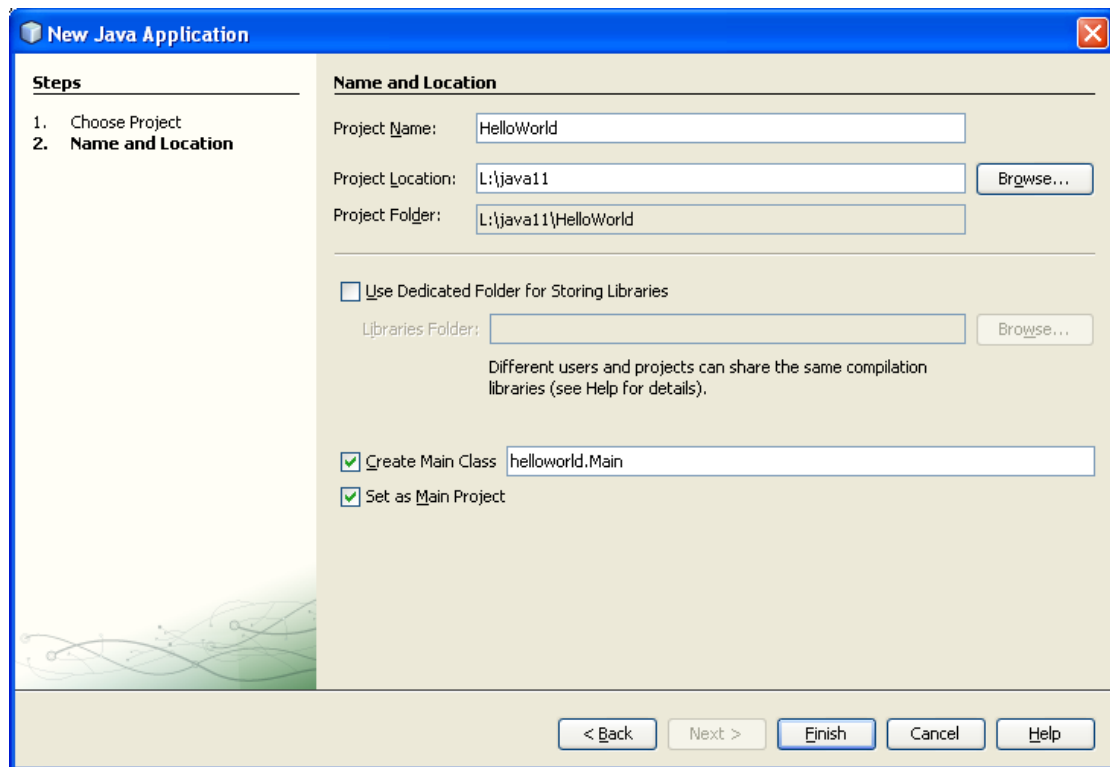 New Java Application
Steps
1. Choose Project
2. Name and Location
Name and Location
Project Name: HelloWorld
Project Location: L:\java11 Browse...
Project Folder: L:\java11\HelloWorld
Use Dedicated Folder for Storing Libraries
Libraries Folder: Browse...
Different users and projects can share the same compilation
libraries (see Help for details).
Create Main Class helloworld.Main
Set as Main Project
< Back Next > Finish Cancel Help